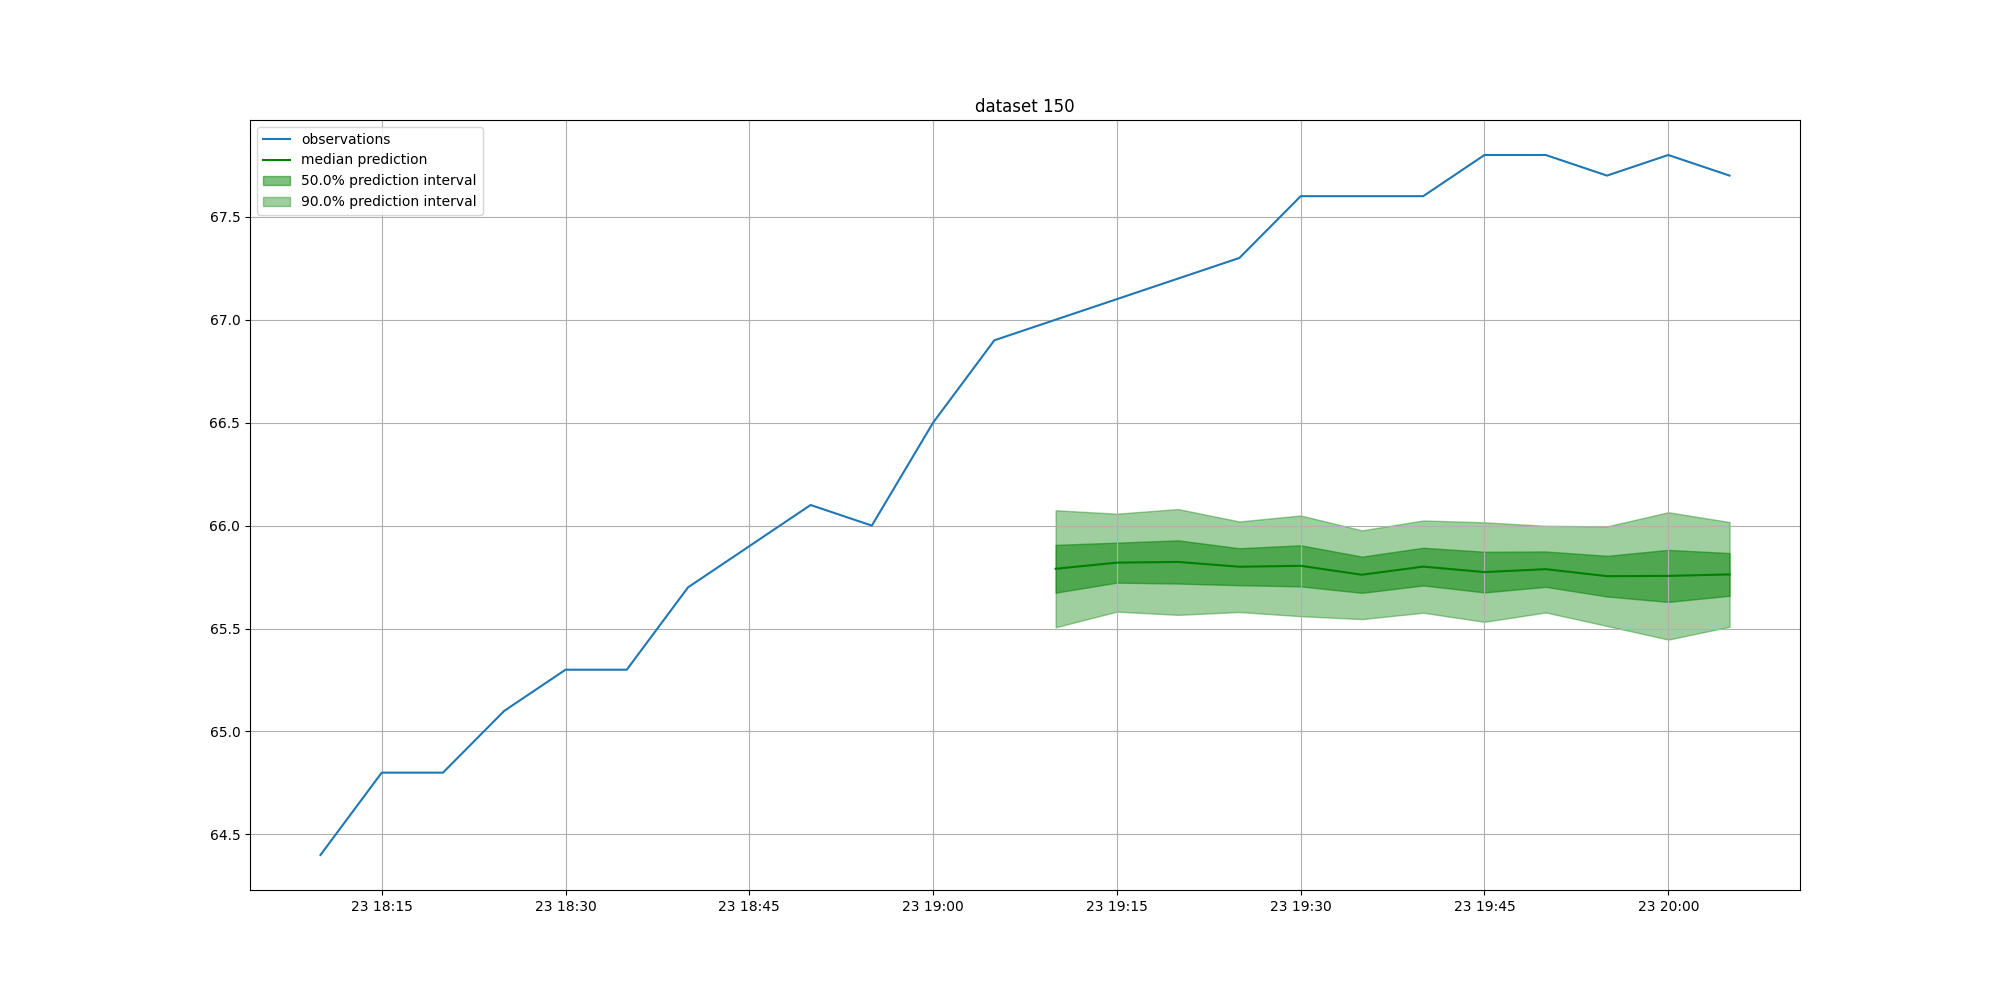 dataset 150
observations
median prediction
50.0% prediction interval
90.0% prediction interval
67.5
67.0
66.5
66.0
65.5
65.0
64.5
23 18:15 23 18:30 23 18:45 23 19:00 23 19:15 23 19:30 23 19:45 23 20:00